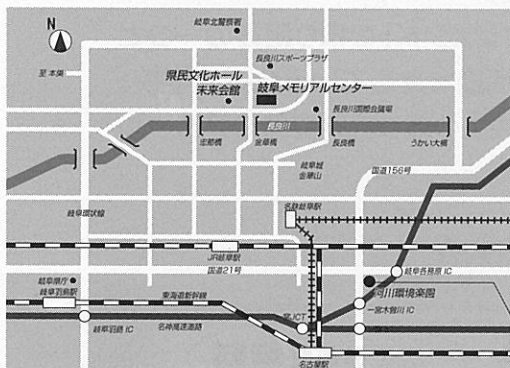 N
岐阜北警察署
至 本巣
長良川スポーツプラザ
県民文化ホール
未来会館
岐阜メモリアルセンター
長良川国際会議場
長良川
忠節橋
金華橋
長良橋
うかい大橋
岐阜城
金華山
国道156号
岐阜環状線
名鉄岐阜駅
JR岐阜駅
国道21号
岐阜各務原 IC
岐阜県庁
岐阜羽島駅
東海道新幹線
河川環境楽園
一宮木曽川 IC
岐阜羽島 IC
名神高速道路
一宮JCT
名古屋駅